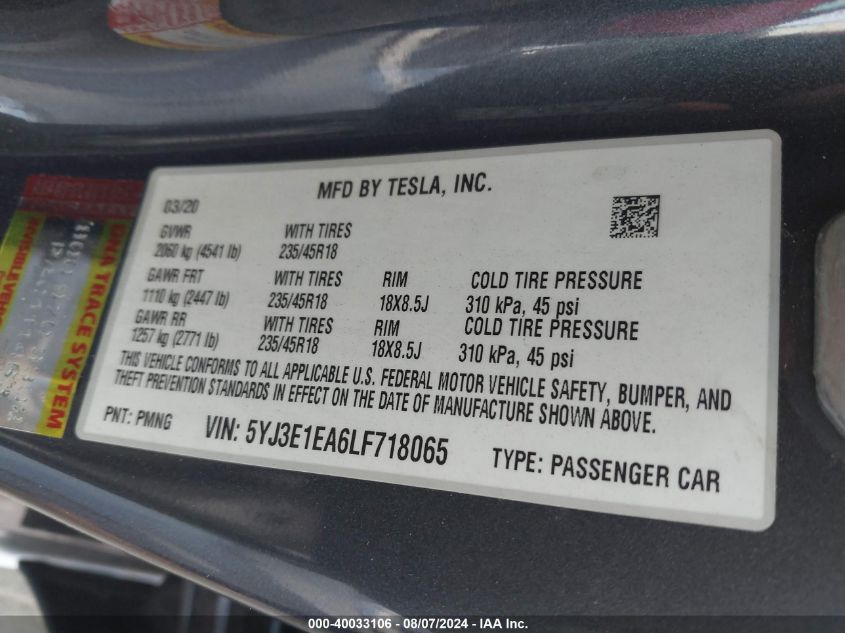 MFD BY TESLA, INC.
03/20
GVWR WITH TIRES
2060 kg (4541 lb) 235/45R18
GAWR FRT WITH TIRES RIM COLD TIRE PRESSURE
1110 kg (2447 lb) 235/45R18 18X8.5J 310 kPa, 45 psi
GAWR RR WITH TIRES RIM COLD TIRE PRESSURE
1257 kg (2771 lb) 235/45R18 18X8.5J 310 kPa, 45 psi
THIS VEHICLE CONFORMS TO ALL APPLICABLE U.S. FEDERAL MOTOR VEHICLE SAFETY, BUMPER, AND
THEFT PREVENTION STANDARDS IN EFFECT ON THE DATE OF MANUFACTURE SHOWN ABOVE.
PNT: PMNG VIN: 5YJ3E1EA6LF718065 TYPE: PASSENGER CAR
DNA TRACE SYSTEM
000-40033106 - 08/07/2024 - IAA Inc.